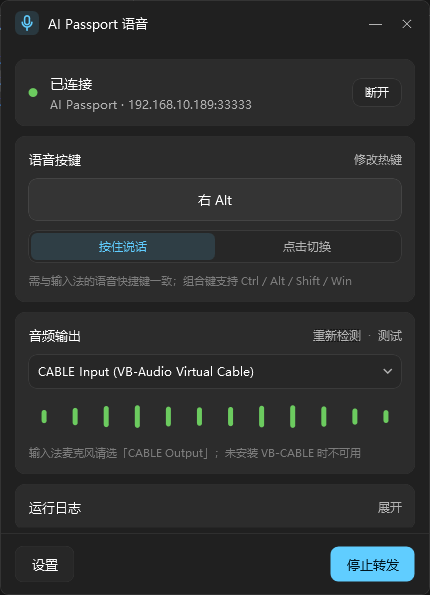 AI Passport 语音
已连接
AI Passport · 192.168.10.189:33333
断开
语音按键
修改热键
右 Alt
按住说话
点击切换
需与输入法的语音快捷键一致；组合键支持 Ctrl / Alt / Shift / Win
音频输出
重新检测 · 测试
CABLE Input (VB-Audio Virtual Cable)
输入法麦克风请选「CABLE Output」；未安装 VB-CABLE 时不可用
运行日志
展开
设置
停止转发